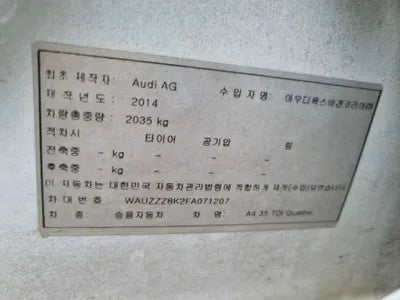 최초 제작자: Audi AG 수입자명: 아우디폭스바겐코리아㈜
제작년도: 2014
차량총중량: 2035 kg
적차시 타이어 공기압 림
전축중 - kg - - -
후축중 - kg - - -
이 자동차는 대한민국 자동차관리법령에 적합하게 제작(수입)되었습니다.
차대번호: WAUZZZ8K2FA071207
차종: 승용자동차 차명: A4 35 TDI Quattro